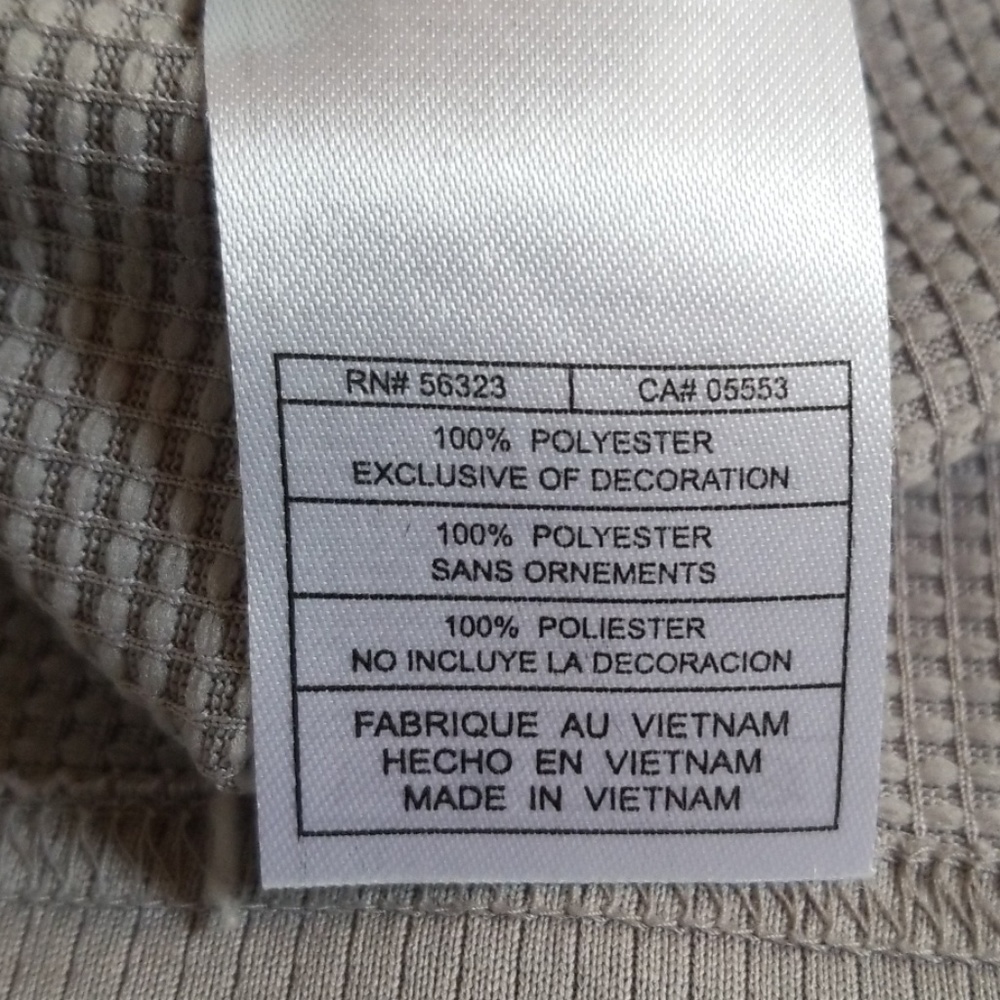 RN# 56323 CA# 05553
100% POLYESTER
EXCLUSIVE OF DECORATION
100% POLYESTER
SANS ORNEMENTS
100% POLIESTER
NO INCLUYE LA DECORACION
FABRIQUE AU VIETNAM
HECHO EN VIETNAM
MADE IN VIETNAM